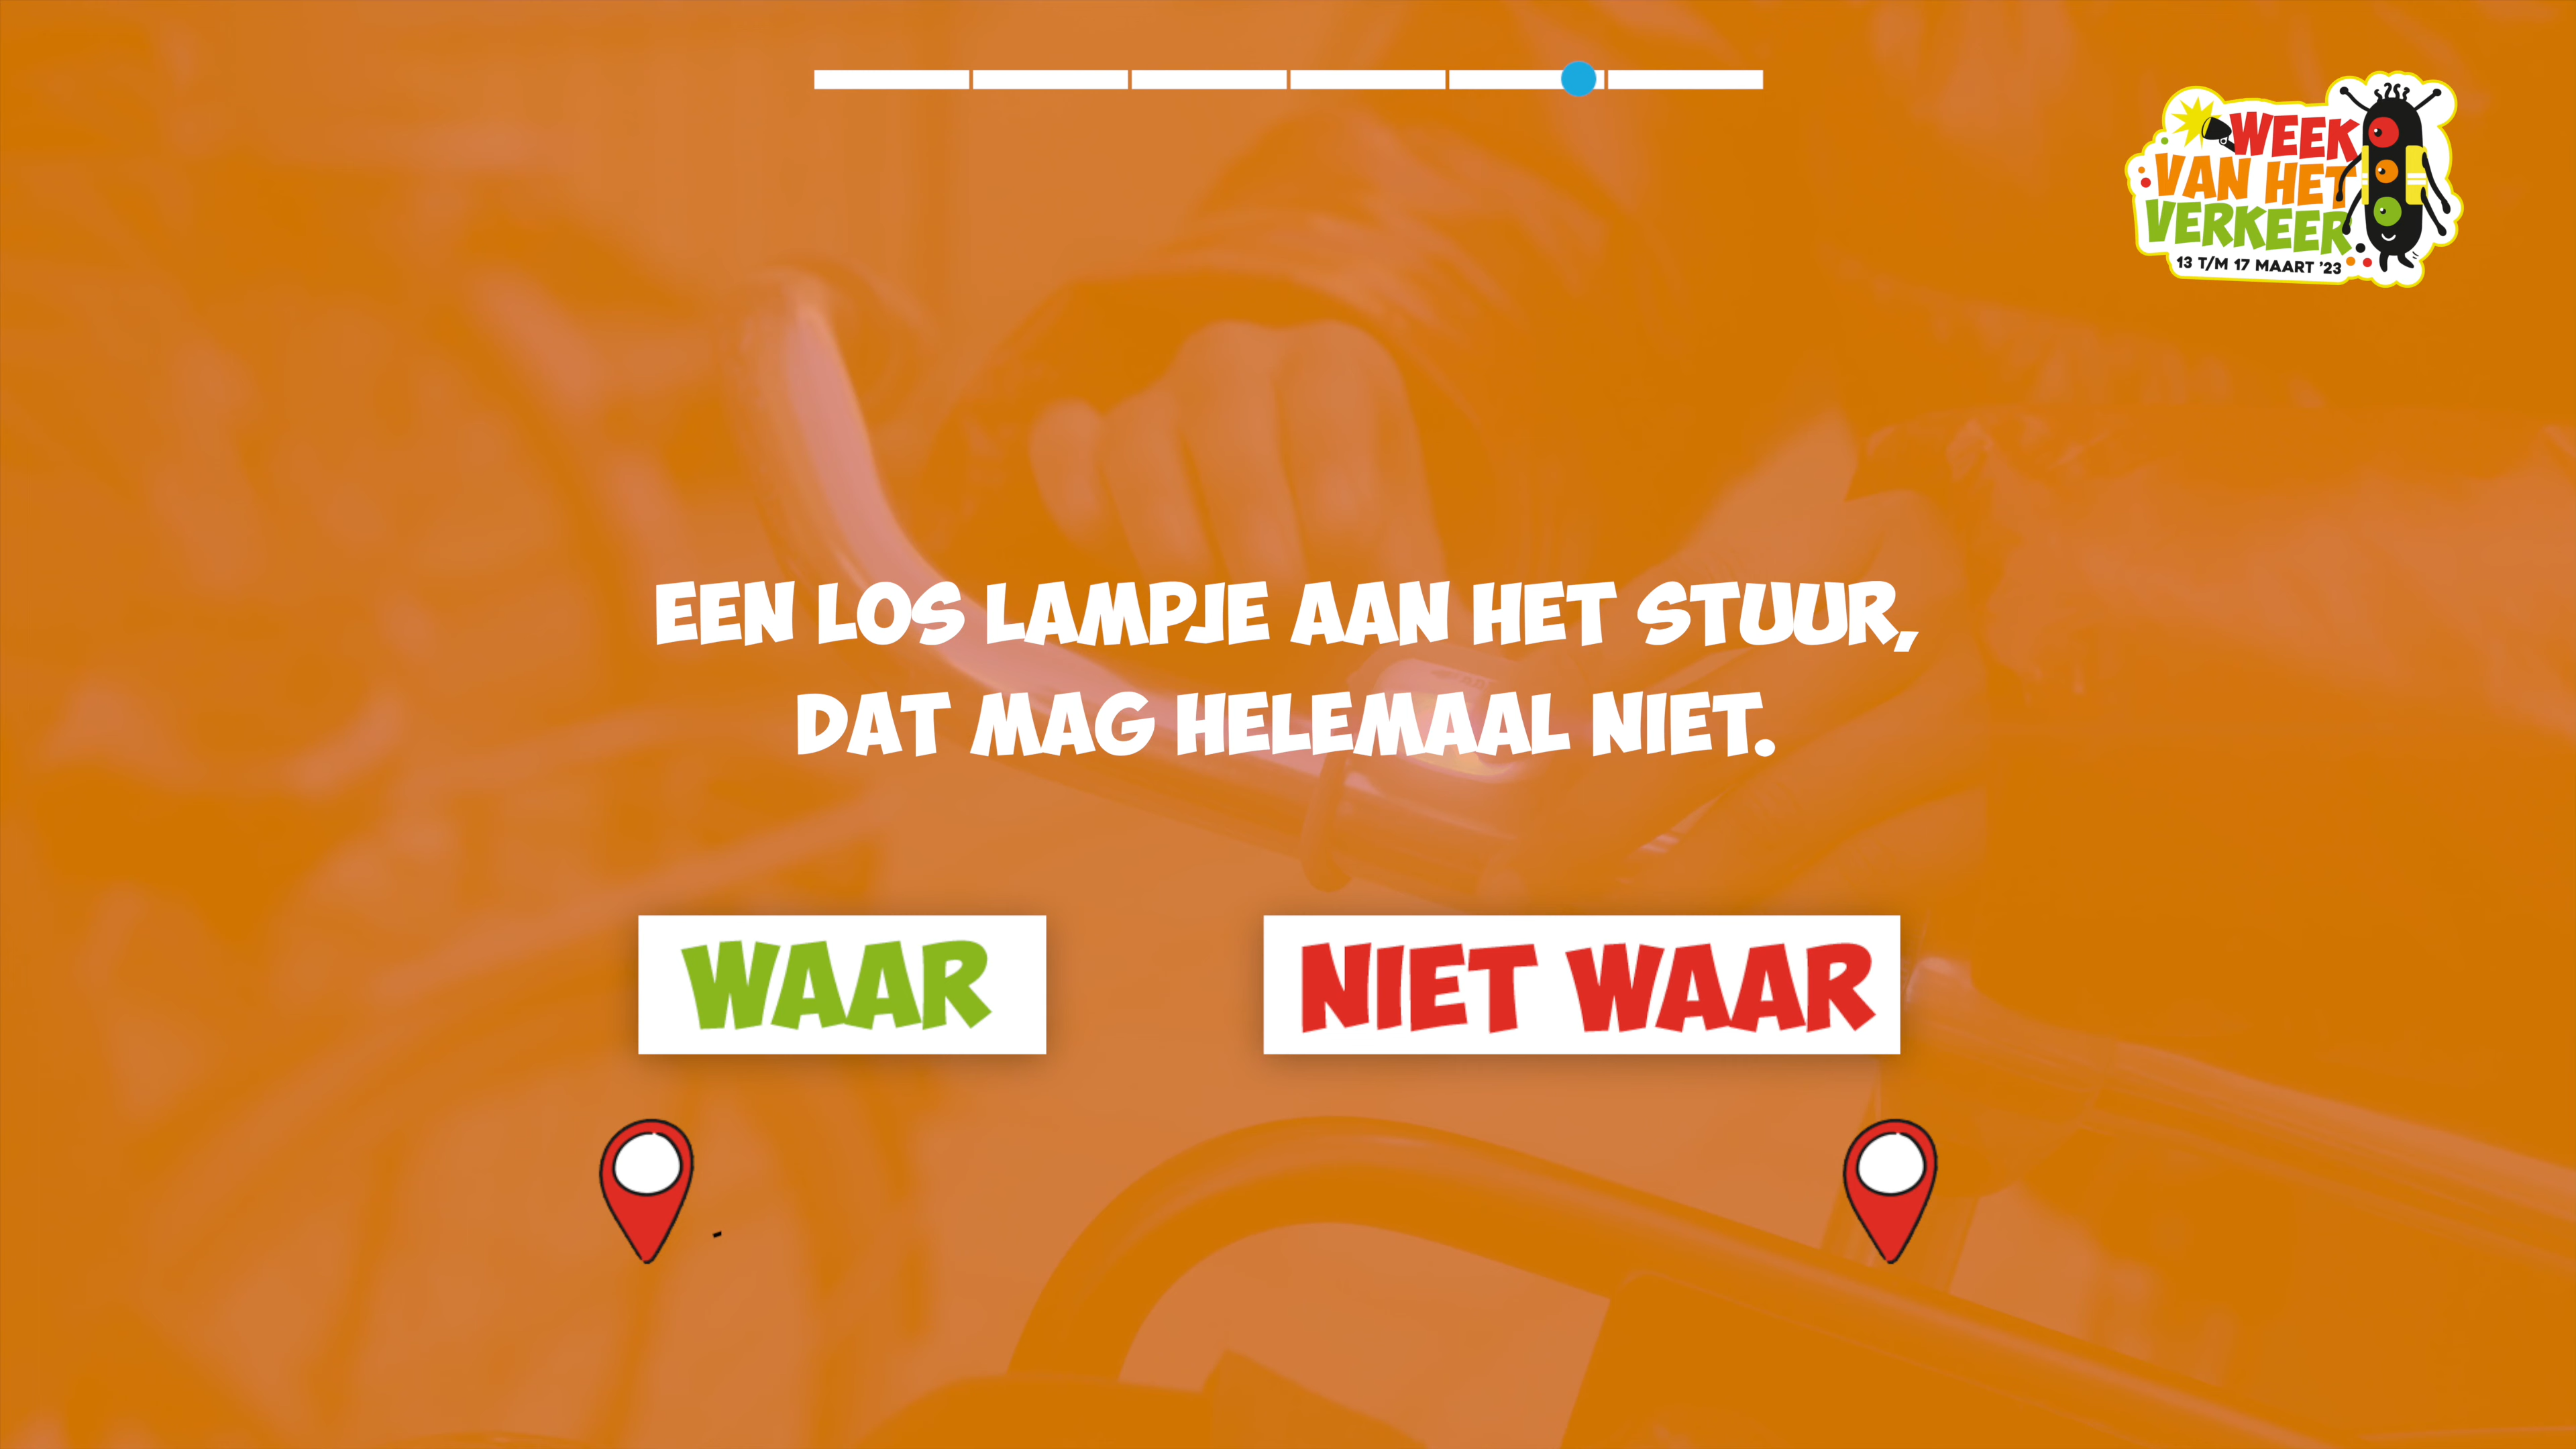 WEEK
VAN HET
VERKEER
13 T/M 17 MAART '23
EEN LOS LAMPJE AAN HET STUUR,
DAT MAG HELEMAAL NIET.
WAAR
NIET WAAR